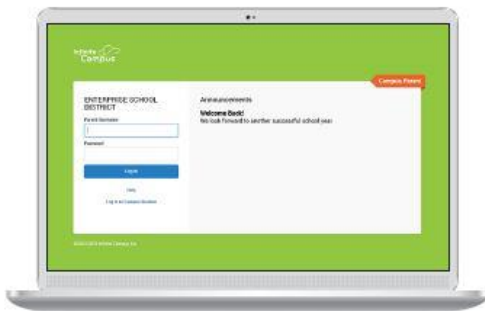 Infinite
Campus
Campus Parent
ENTERPRISE SCHOOL
DISTRICT
Parent Username
Password
Log In
Help
Log in to Campus Student
Announcements
Welcome Back!
We look forward to another successful school year.